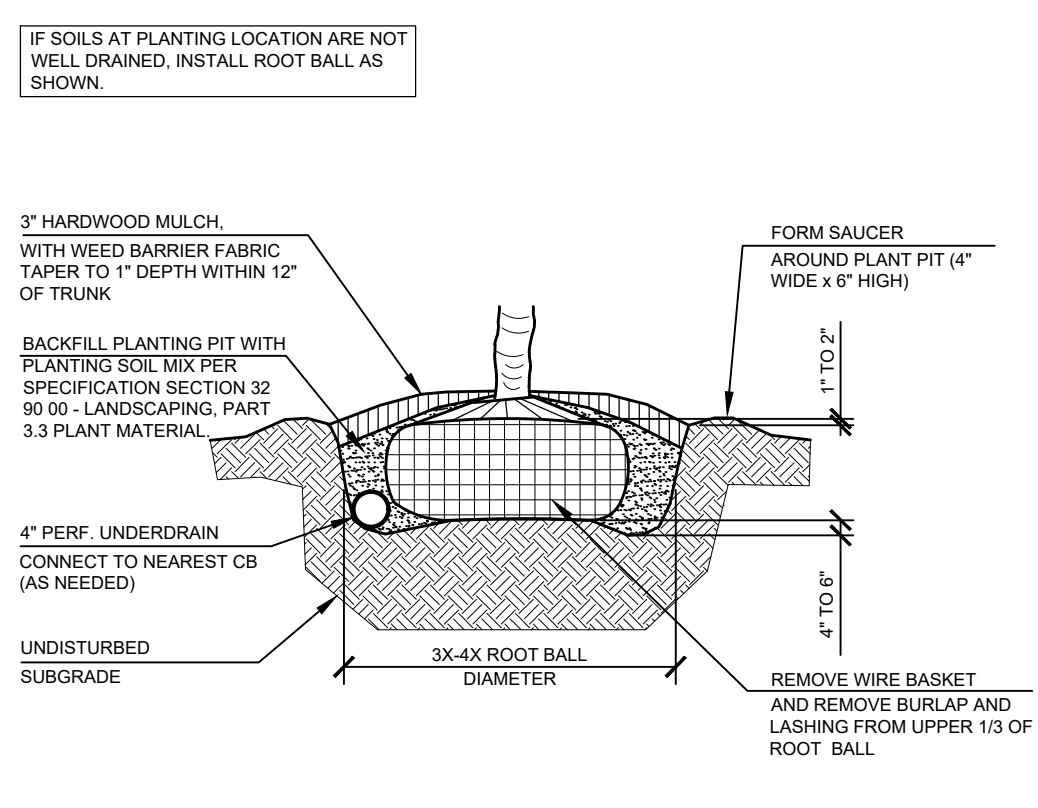 IF SOILS AT PLANTING LOCATION ARE NOT
WELL DRAINED, INSTALL ROOT BALL AS
SHOWN.
3" HARDWOOD MULCH,
WITH WEED BARRIER FABRIC
TAPER TO 1" DEPTH WITHIN 12"
OF TRUNK
BACKFILL PLANTING PIT WITH
PLANTING SOIL MIX PER
SPECIFICATION SECTION 32
90 00 - LANDSCAPING, PART
3.3 PLANT MATERIAL.
4" PERF. UNDERDRAIN
CONNECT TO NEAREST CB
(AS NEEDED)
UNDISTURBED
SUBGRADE
3X-4X ROOT BALL
DIAMETER
FORM SAUCER
AROUND PLANT PIT (4"
WIDE x 6" HIGH)
1" TO 2"
4" TO 6"
REMOVE WIRE BASKET
AND REMOVE BURLAP AND
LASHING FROM UPPER 1/3 OF
ROOT BALL